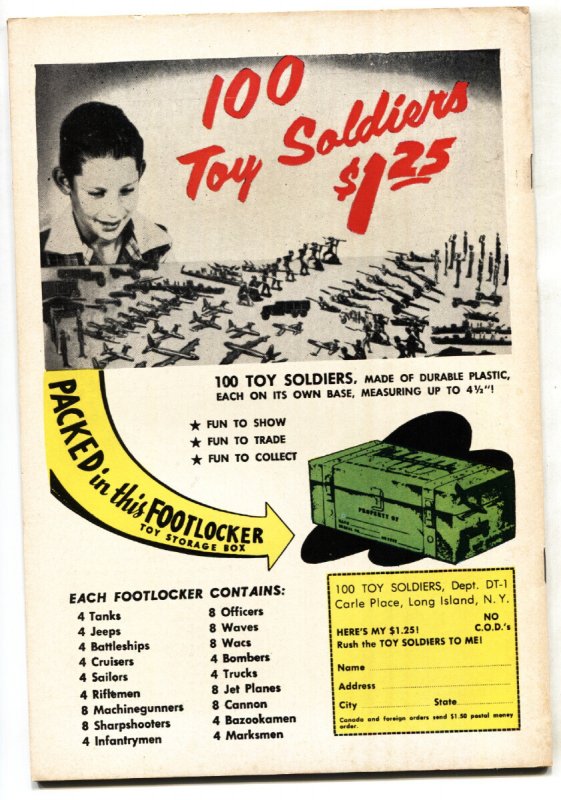 100
Toy Soldiers
$1.25
100 TOY SOLDIERS, MADE OF DURABLE PLASTIC,
EACH ON ITS OWN BASE, MEASURING UP TO 4½"!
★ FUN TO SHOW
★ FUN TO TRADE
★ FUN TO COLLECT
PACKED in this FOOTLOCKER
TOY STORAGE BOX
PROPERTY OF
EACH FOOTLOCKER CONTAINS:
4 Tanks
4 Jeeps
4 Battleships
4 Cruisers
4 Sailors
4 Riflemen
8 Machinegunners
8 Sharpshooters
4 Infantrymen
8 Officers
8 Waves
8 Wacs
4 Bombers
4 Trucks
8 Jet Planes
8 Cannon
4 Bazookamen
4 Marksmen
100 TOY SOLDIERS, Dept. DT-1
Carle Place, Long Island, N. Y.
HERE'S MY $1.25! NO C.O.D.'s
Rush the TOY SOLDIERS TO ME!
Name
Address
City State
Canada and foreign orders send $1.50 postal money
order.